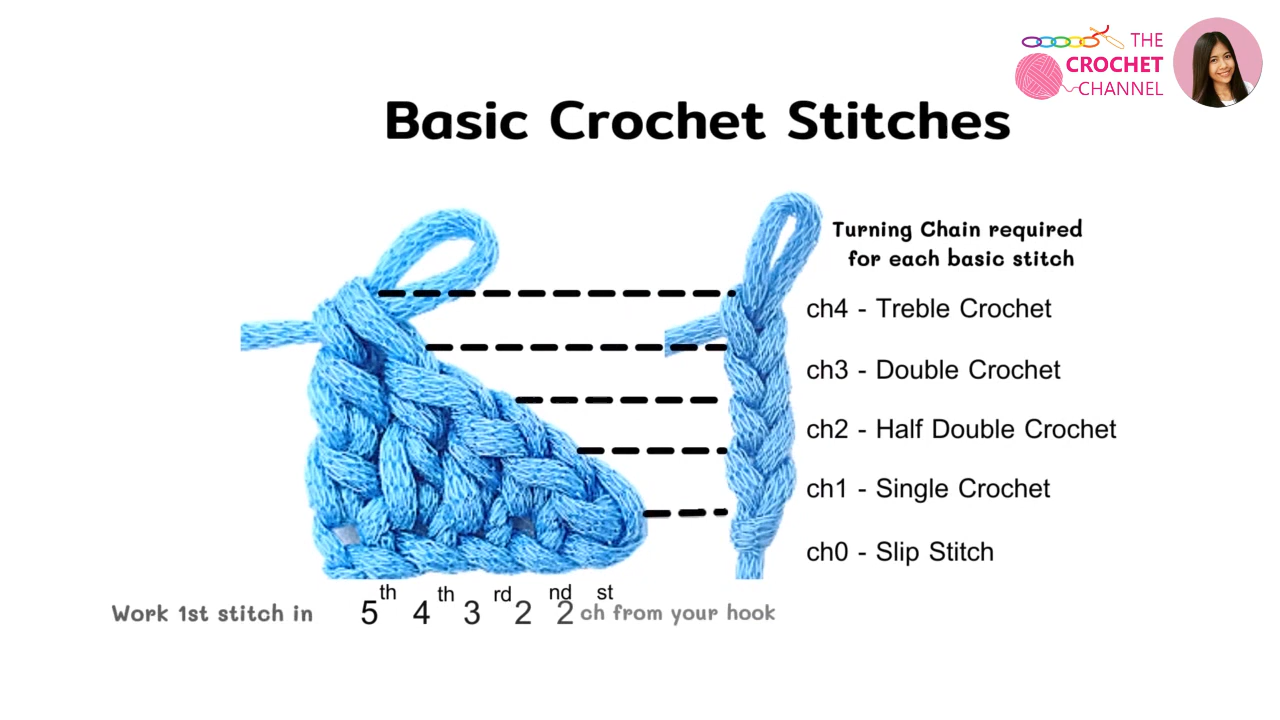 THE
CROCHET
CHANNEL
Basic Crochet Stitches
Turning Chain required
for each basic stitch
ch4 - Treble Crochet
ch3 - Double Crochet
ch2 - Half Double Crochet
ch1 - Single Crochet
ch0 - Slip Stitch
Work 1st stitch in 5th 4th 3rd 2nd 2st ch from your hook